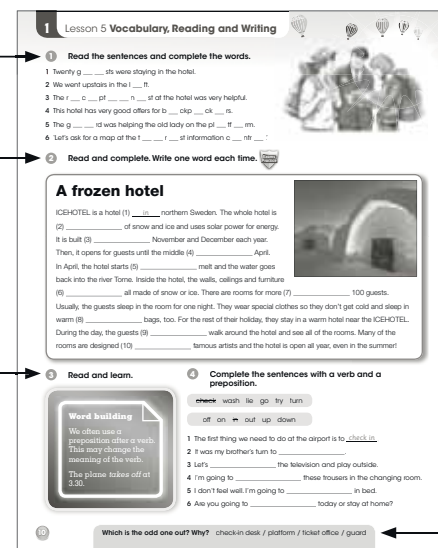 1 Lesson 5 Vocabulary, Reading and Writing
1 Read the sentences and complete the words.
1 Twenty g __ __ sts were staying in the hotel.
2 We went upstairs in the l __ ft.
3 The r __ c __ pt __ __ n __ st at the hotel was very helpful.
4 This hotel has very good offers for b __ ckp __ ck __ rs.
5 The g __ __ rd was helping the old lady on the pl __ tf __ rm.
6 'Let's ask for a map at the t __ __ r __ st information c __ ntr __ .'
2 Read and complete. Write one word each time.
A frozen hotel
ICEHOTEL is a hotel (1) in northern Sweden. The whole hotel is
(2) ____________ of snow and ice and uses solar power for energy.
It is built (3) ____________ November and December each year.
Then, it opens for guests until the middle (4) ____________ April.
In April, the hotel starts (5) ____________ melt and the water goes
back into the river Torne. Inside the hotel, the walls, ceilings and furniture
(6) ____________ all made of snow or ice. There are rooms for more (7) ____________ 100 guests.
Usually, the guests sleep in the room for one night. They wear special clothes so they don't get cold and sleep in
warm (8) ____________ bags, too. For the rest of their holiday, they stay in a warm hotel near the ICEHOTEL.
During the day, the guests (9) ____________ walk around the hotel and see all of the rooms. Many of the
rooms are designed (10) ____________ famous artists and the hotel is open all year, even in the summer!
3 Read and learn.
Word building
We often use a
preposition after a verb.
This may change the
meaning of the verb.
The plane takes off at
3.30.
4 Complete the sentences with a verb and a
preposition.
check wash lie go try turn
off on in out up down
1 The first thing we need to do at the airport is to check in.
2 It was my brother's turn to ____________.
3 Let's ____________ the television and play outside.
4 I'm going to ____________ these trousers in the changing room.
5 I don't feel well. I'm going to ____________ in bed.
6 Are you going to ____________ today or stay at home?
10
Which is the odd one out? Why? check-in desk / platform / ticket office / guard